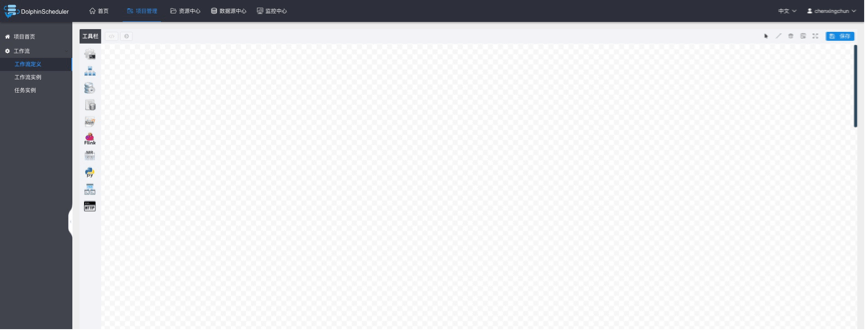 DolphinScheduler
首页
项目管理
资源中心
数据源中心
监控中心
中文
chenxingchun
项目首页
工作流
工作流定义
工作流实例
任务实例
工具栏
保存
Flink
HTTP